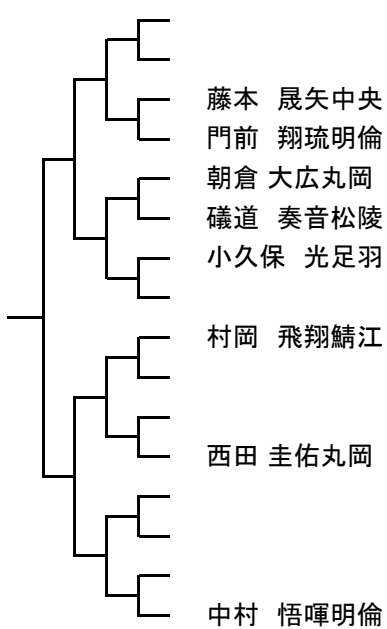 藤本 晟矢中央
門前 翔琉明倫
朝倉 大広丸岡
礒道 奏音松陵
小久保 光足羽
村岡 飛翔鯖江
西田 圭佑丸岡
中村 悟暉明倫